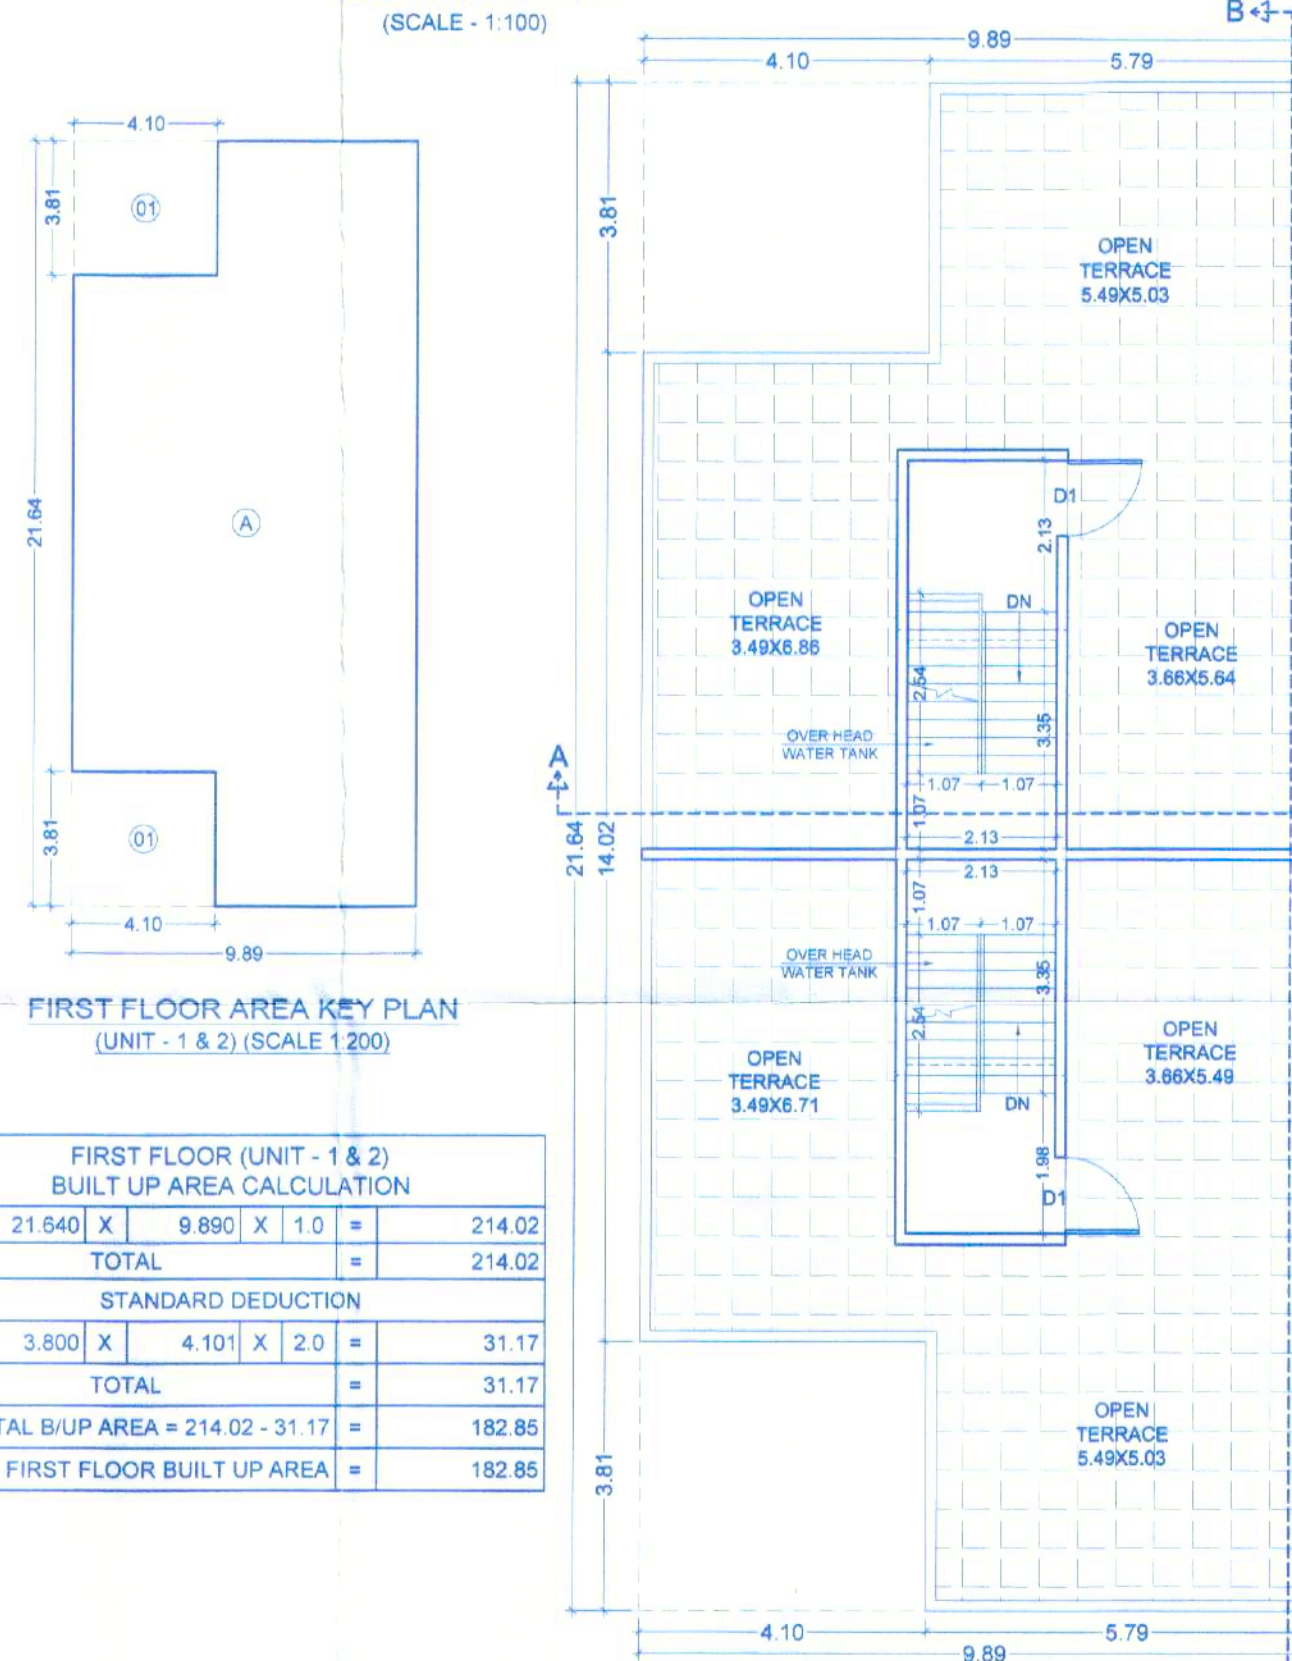 (SCALE - 1:100)
4.10
3.81
01
21.64
A
3.81
01
4.10
9.89
FIRST FLOOR AREA KEY PLAN
(UNIT - 1 & 2) (SCALE 1:200)
FIRST FLOOR (UNIT - 1 & 2)
BUILT UP AREA CALCULATION
21.640 X 9.890 X 1.0 = 214.02
TOTAL = 214.02
STANDARD DEDUCTION
3.800 X 4.101 X 2.0 = 31.17
TOTAL = 31.17
TAL B/UP AREA = 214.02 - 31.17 = 182.85
FIRST FLOOR BUILT UP AREA = 182.85
B
9.89
4.10 5.79
3.81
OPEN
TERRACE
5.49X5.03
D1
2.13
OPEN
TERRACE
3.49X6.86
DN
OPEN
TERRACE
3.66X5.64
2.54
3.35
OVER HEAD
WATER TANK
1.07 1.07
1.07
2.13
A
21.64
14.02
2.13
1.07
1.07 1.07
OVER HEAD
WATER TANK
3.35
2.54
OPEN
TERRACE
3.66X5.49
OPEN
TERRACE
3.49X6.71
DN
1.98
D1
OPEN
TERRACE
5.49X5.03
3.81
4.10 5.79
9.89